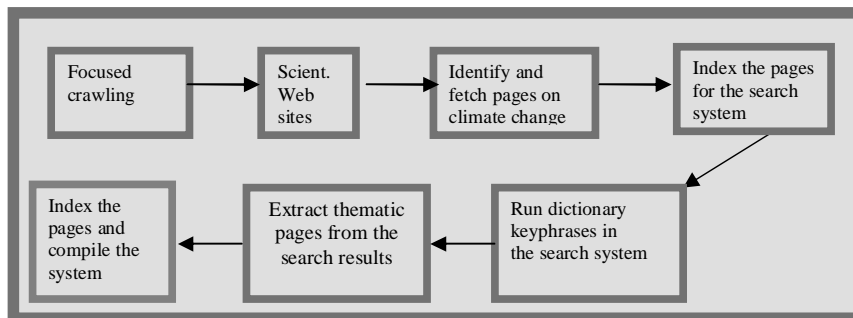 Focused
crawling
Scient.
Web
sites
Identify and
fetch pages on
climate change
Index the pages
for the search
system
Run dictionary
keyphrases in
the search system
Extract thematic
pages from the
search results
Index the
pages and
compile the
system